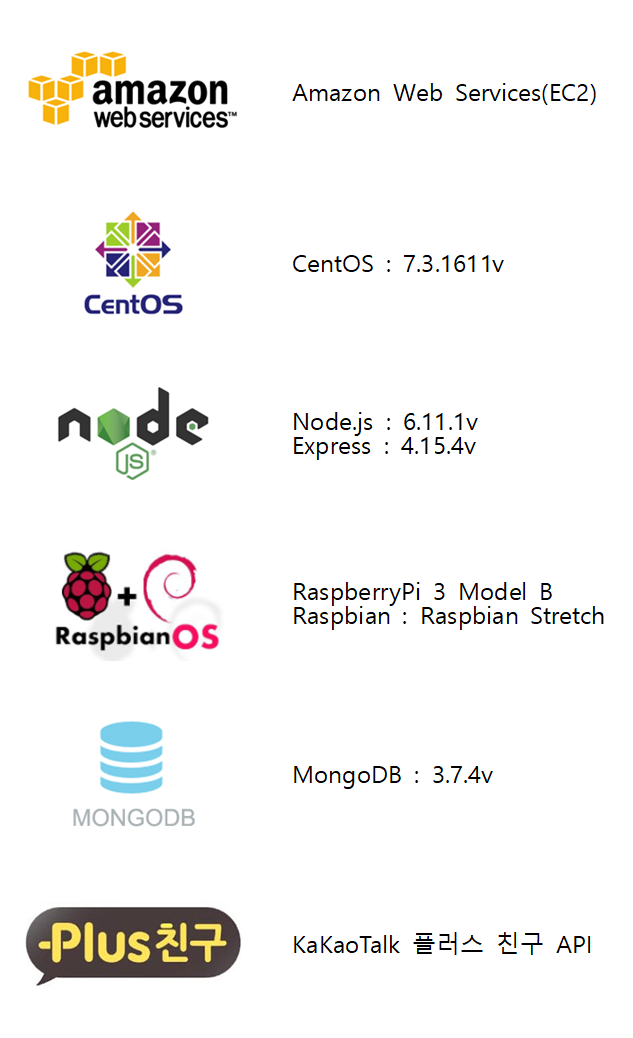 amazon
web services™
Amazon Web Services(EC2)
CentOS
CentOS : 7.3.1611v
node
JS
Node.js : 6.11.1v
Express : 4.15.4v
+
RaspbianOS
RaspberryPi 3 Model B
Raspbian : Raspbian Stretch
MONGODB
MongoDB : 3.7.4v
Plus친구
KaKaoTalk 플러스 친구 API